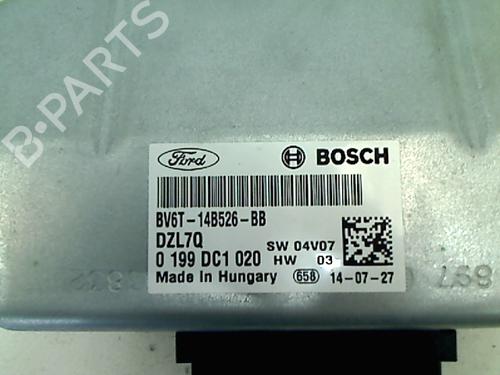 B-PARTS
Ford
BOSCH
BV6T-14B526-BB
DZL7Q
SW 04V07
0 199 DC1 020 HW 03
Made in Hungary 658 14-07-27